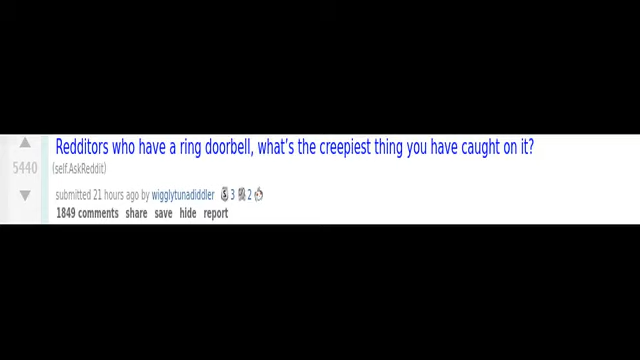 Redditors who have a ring doorbell, what's the creepiest thing you have caught on it?
5440
(self.AskReddit)
submitted 21 hours ago by wigglytunadiddler 3 2
1849 comments share save hide report